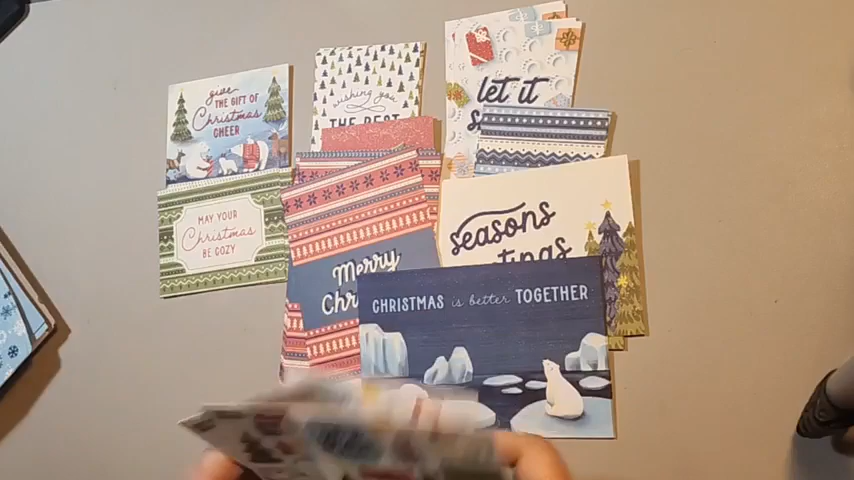 give
THE GIFT OF
Christmas
CHEER
MAY YOUR
Christmas
BE COZY
wishing you
THE BEST
let it
Merry
seasons
CHRISTMAS is better TOGETHER